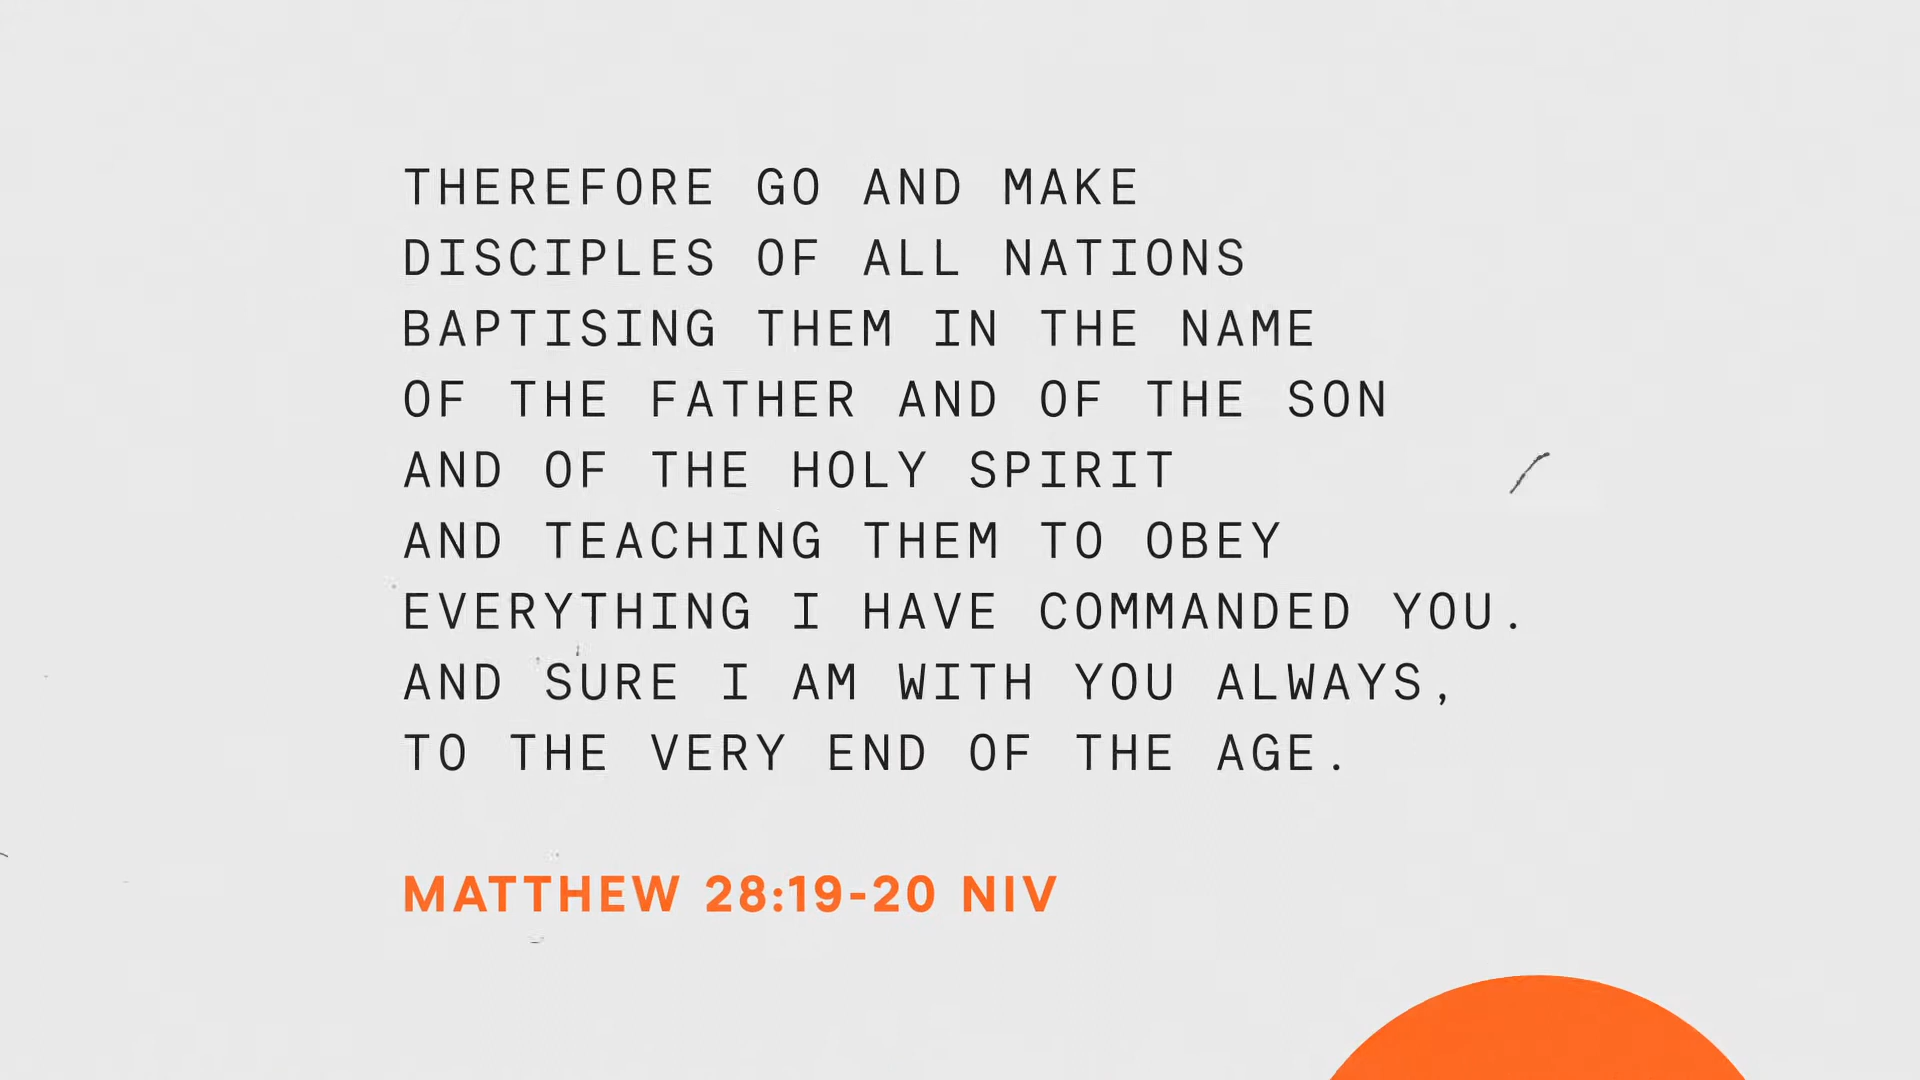 THEREFORE GO AND MAKE
DISCIPLES OF ALL NATIONS
BAPTISING THEM IN THE NAME
OF THE FATHER AND OF THE SON
AND OF THE HOLY SPIRIT
AND TEACHING THEM TO OBEY
EVERYTHING I HAVE COMMANDED YOU.
AND SURE I AM WITH YOU ALWAYS,
TO THE VERY END OF THE AGE.
MATTHEW 28:19-20 NIV